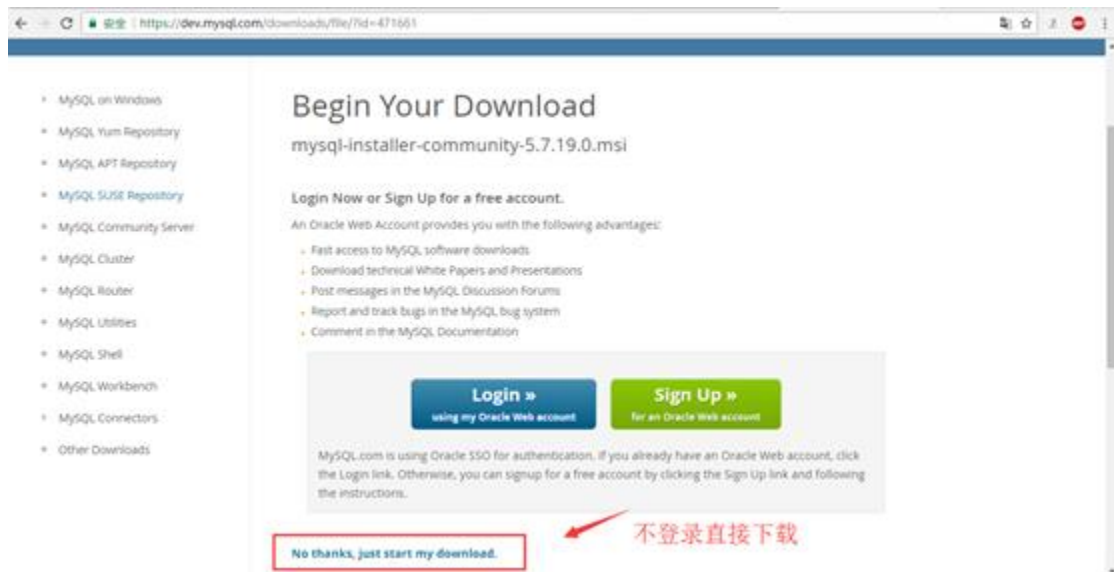 安全 https://dev.mysql.com/downloads/file/?id=471661
MySQL on Windows
MySQL Yum Repository
MySQL APT Repository
MySQL SUSE Repository
MySQL Community Server
MySQL Cluster
MySQL Router
MySQL Utilities
MySQL Shell
MySQL Workbench
MySQL Connectors
Other Downloads
Begin Your Download
mysql-installer-community-5.7.19.0.msi
Login Now or Sign Up for a free account.
An Oracle Web Account provides you with the following advantages:
Fast access to MySQL software downloads
Download technical White Papers and Presentations
Post messages in the MySQL Discussion Forums
Report and track bugs in the MySQL bug system
Comment in the MySQL Documentation
Login »
using my Oracle Web account
Sign Up »
for an Oracle Web account
MySQL.com is using Oracle SSO for authentication. If you already have an Oracle Web account, click
the Login link. Otherwise, you can signup for a free account by clicking the Sign Up link and following
the instructions.
不登录直接下载
No thanks, just start my download.